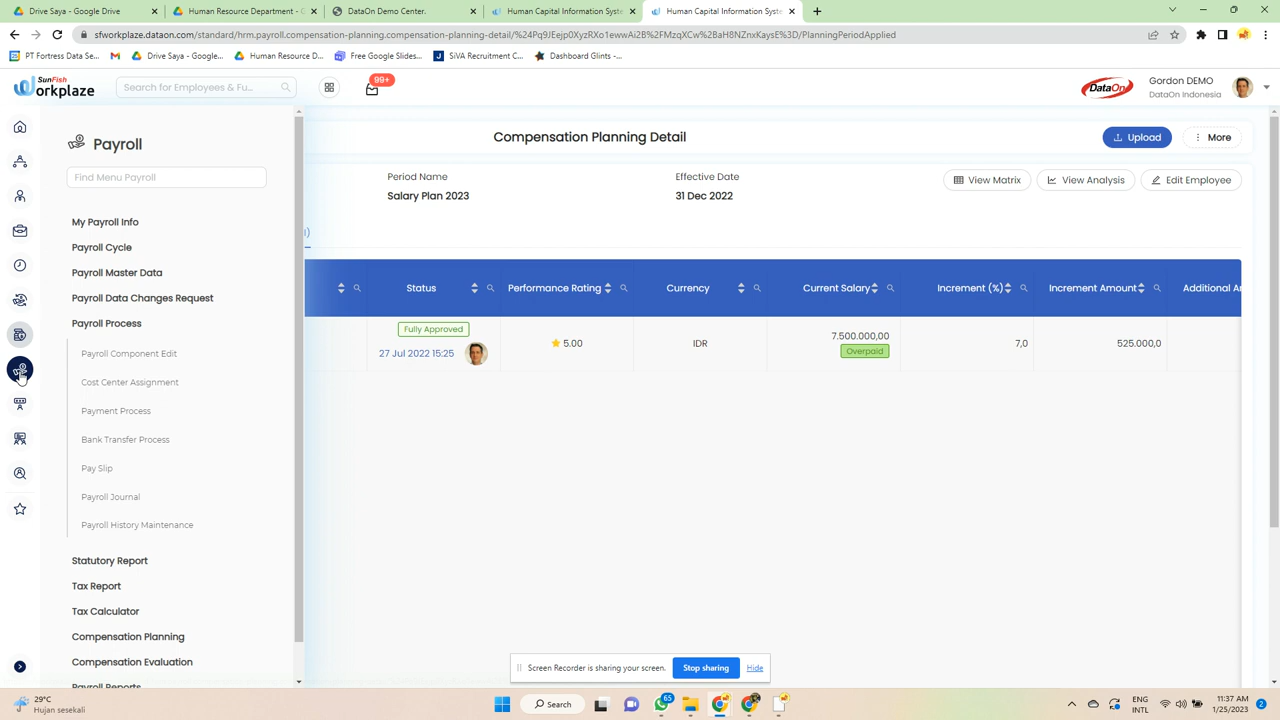 Drive Saya - Google...
Human Resource Department - G
DataOn Demo Center.
Human Capital Information Syste
Human Capital Information Syste
sfworkplaze.dataon.com/standard/hrm.payroll.compensation-planning.compensation-planning-detail/%24Pq9JEejp0XyzRXo1ewwAi2B%2FMzqXCw%2BaH8NZnxKaysE%3D/PlanningPeriodApplied
PT Fortress Data Se...
Drive Saya - Google...
Human Resource D...
Free Google Slides...
SiVA Recruitment C...
Dashboard Glints -...
SunFish
Workplaze
Search for Employees & Fu...
99+
DataOn
Gordon DEMO
DataOn Indonesia
Payroll
Compensation Planning Detail
Upload
More
Find Menu Payroll
Period Name
Effective Date
View Matrix
View Analysis
Edit Employee
Salary Plan 2023
31 Dec 2022
My Payroll Info
Payroll Cycle
Payroll Master Data
Payroll Data Changes Request
Payroll Process
Payroll Component Edit
Cost Center Assignment
Payment Process
Bank Transfer Process
Pay Slip
Payroll Journal
Payroll History Maintenance
Statutory Report
Tax Report
Tax Calculator
Compensation Planning
Compensation Evaluation
Payroll Reports
Status
Performance Rating
Currency
Current Salary
Increment (%)
Increment Amount
Additional Ar
Fully Approved
27 Jul 2022 15:25
5.00
IDR
7.500.000,00
Overpaid
7,0
525.000,0
Screen Recorder is sharing your screen.
Stop sharing
Hide
29°C
Hujan sesekali
Search
65
ENG
INTL
11:37 AM
1/25/2023
2